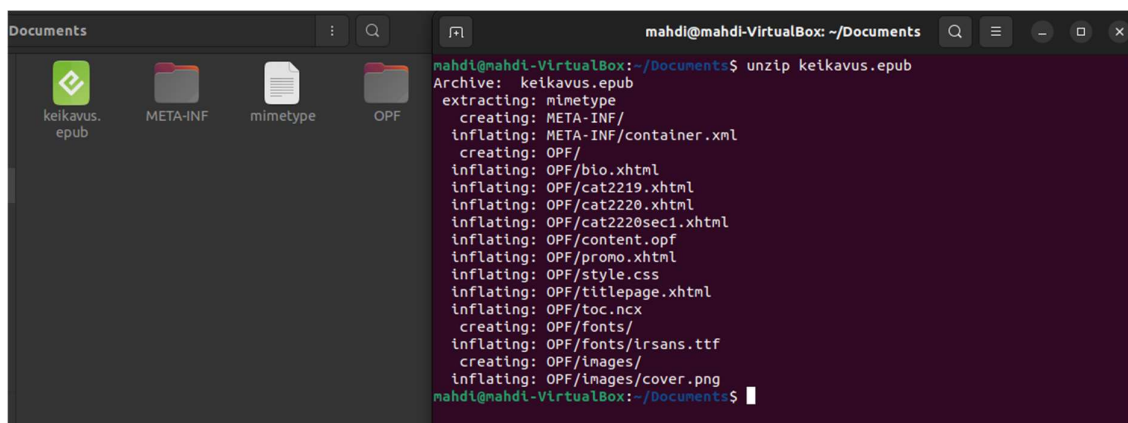 Documents
keikavus.
epub
META-INF
mimetype
OPF
mahdi@mahdi-VirtualBox: ~/Documents
mahdi@mahdi-VirtualBox:~/Documents$ unzip keikavus.epub
Archive:  keikavus.epub
 extracting: mimetype
   creating: META-INF/
  inflating: META-INF/container.xml
   creating: OPF/
  inflating: OPF/bio.xhtml
  inflating: OPF/cat2219.xhtml
  inflating: OPF/cat2220.xhtml
  inflating: OPF/cat2220sec1.xhtml
  inflating: OPF/content.opf
  inflating: OPF/promo.xhtml
  inflating: OPF/style.css
  inflating: OPF/titlepage.xhtml
  inflating: OPF/toc.ncx
   creating: OPF/fonts/
  inflating: OPF/fonts/irsans.ttf
   creating: OPF/images/
  inflating: OPF/images/cover.png
mahdi@mahdi-VirtualBox:~/Documents$